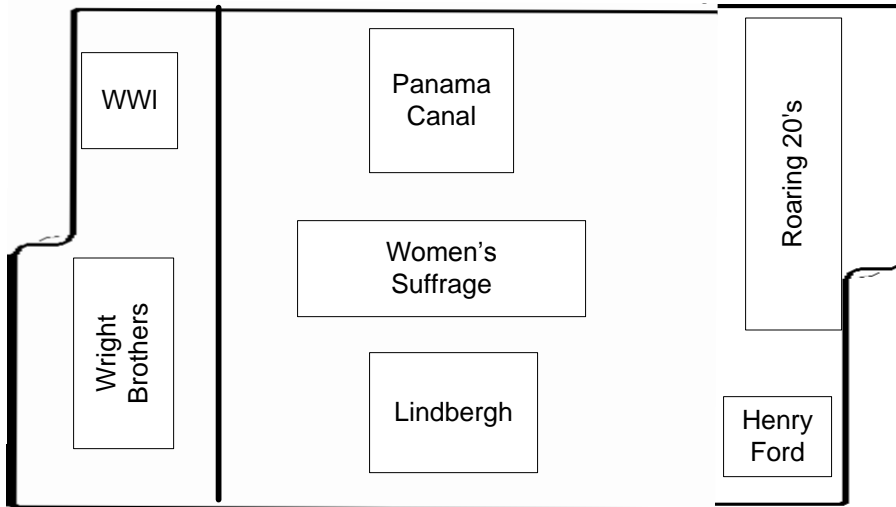 WWI
Panama
Canal
Roaring 20's
Women’s
Suffrage
Wright
Brothers
Lindbergh
Henry
Ford